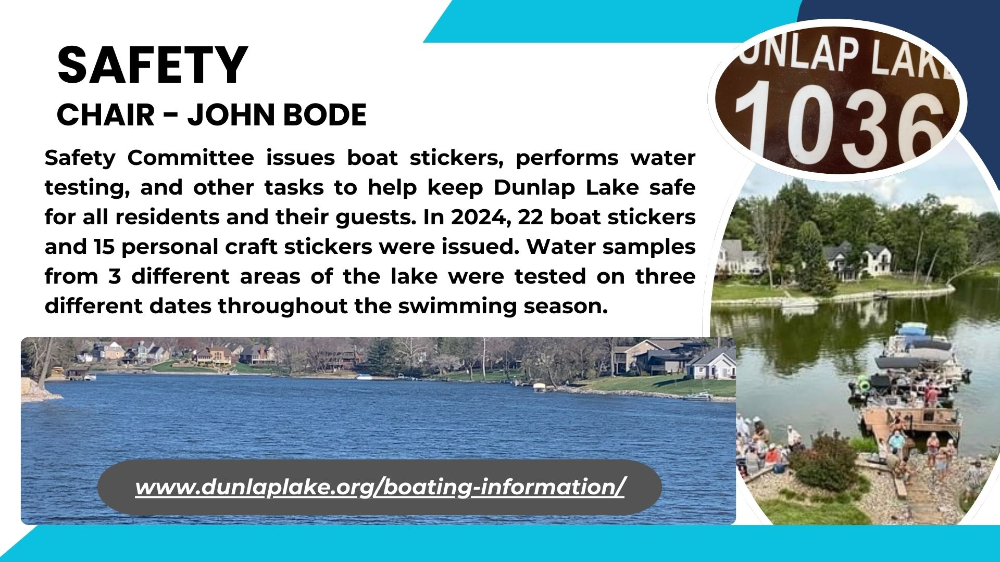 SAFETY
CHAIR – JOHN BODE
Safety Committee issues boat stickers, performs water
testing, and other tasks to help keep Dunlap Lake safe
for all residents and their guests. In 2024, 22 boat stickers
and 15 personal craft stickers were issued. Water samples
from 3 different areas of the lake were tested on three
different dates throughout the swimming season.
www.dunlaplake.org/boating-information/
UNLAP LAKE
1036